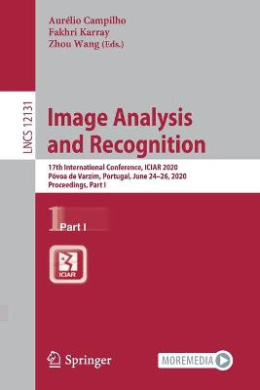 Aurélio Campilho
Fakhri Karray
Zhou Wang (Eds.)
LNCS 12131
Image Analysis
and Recognition
17th International Conference, ICIAR 2020
Póvoa de Varzim, Portugal, June 24–26, 2020
Proceedings, Part I
1 Part I
ICIAR
Springer
MOREMEDIA